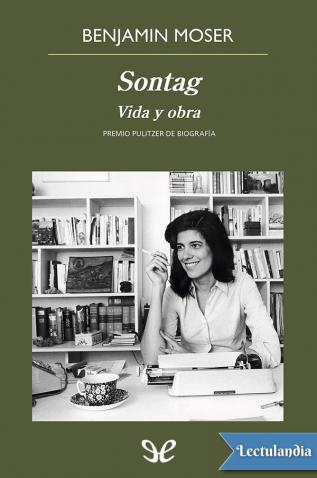 BENJAMIN MOSER
Sontag
Vida y obra
PREMIO PULITZER DE BIOGRAFÍA
Lectulandia